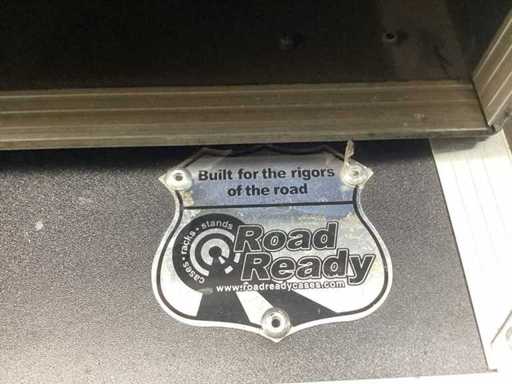 Built for the rigors
of the road
cases • racks • stands
Road
Ready
www.roadreadycases.com